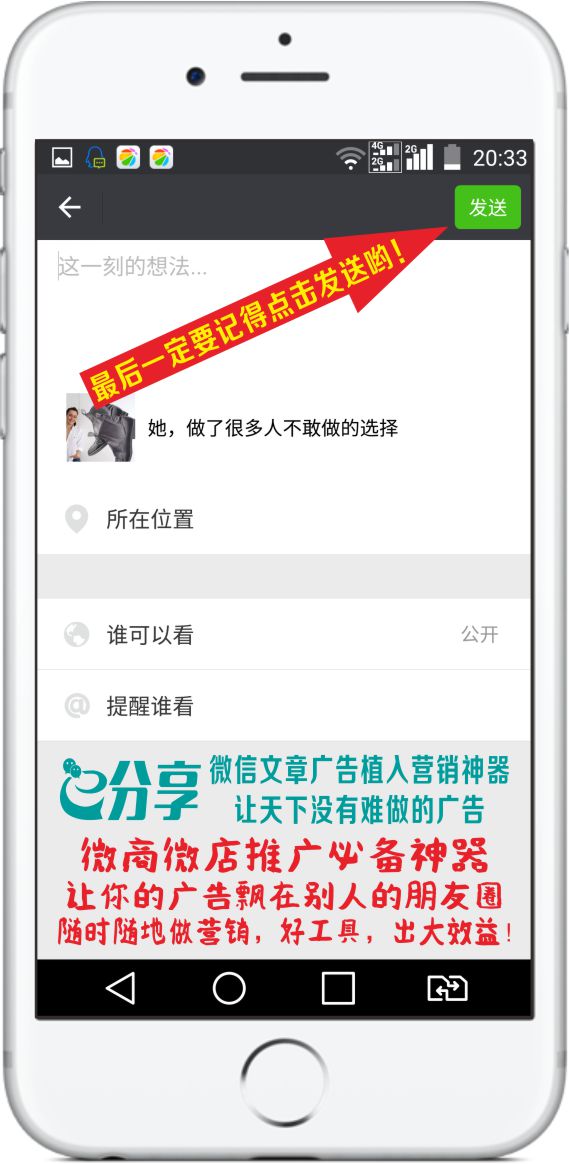 4G 2G 2G 20:33
发送
这一刻的想法...
最后一定要记得点击发送哟！
她，做了很多人不敢做的选择
所在位置
谁可以看 公开
提醒谁看
e分享 微信文章广告植入营销神器
让天下没有难做的广告
微商微店推广必备神器
让你的广告飘在别人的朋友圈
随时随地做营销，好工具，出大效益！